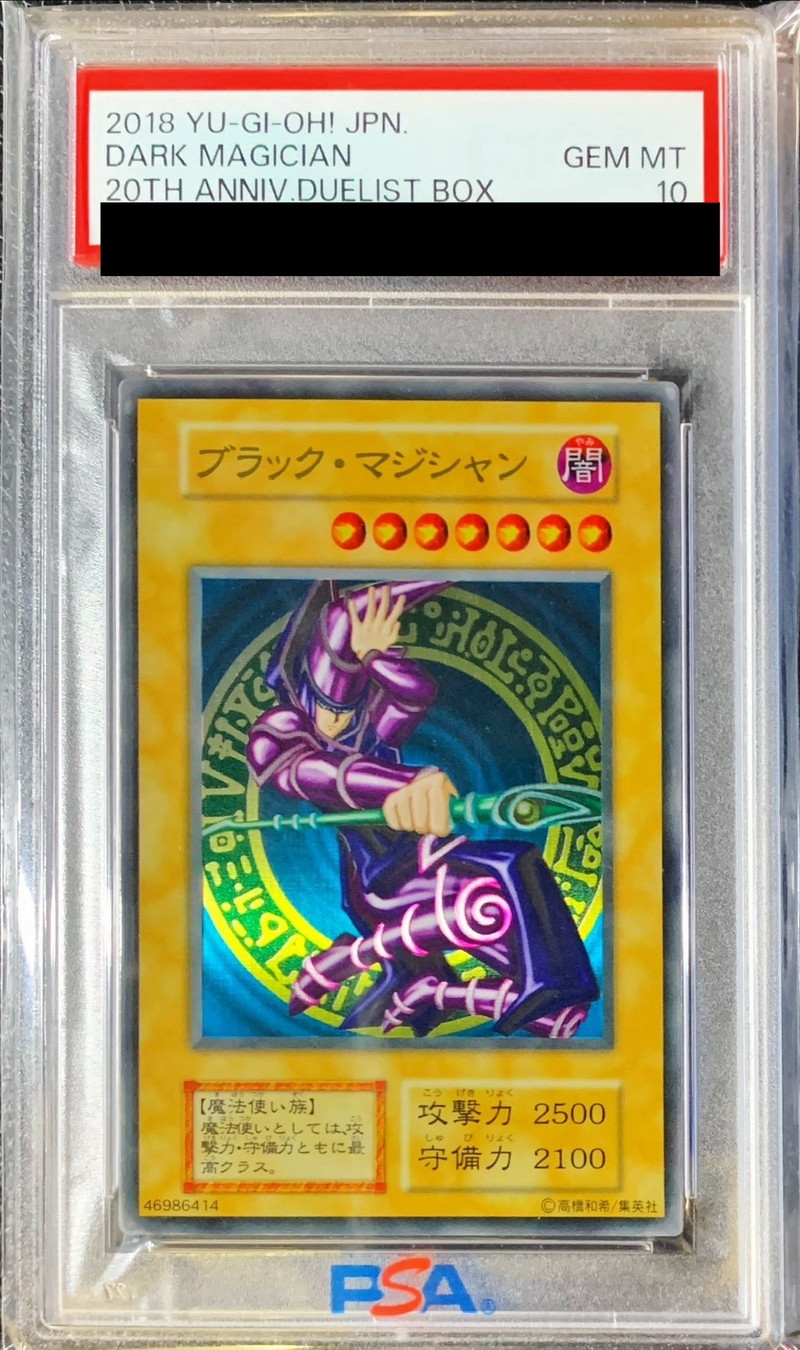 2018 YU-GI-OH! JPN.
DARK MAGICIAN GEM MT
20TH ANNIV.DUELIST BOX 10
ブラック・マジシャン
やみ
闇
【魔法使い族】
魔法使いとしては、攻
撃力・守備力ともに最
高クラス。
こう げき りょく
攻撃力 2500
しゅ び りょく
守備力 2100
46986414
©高橋和希/集英社
PSA